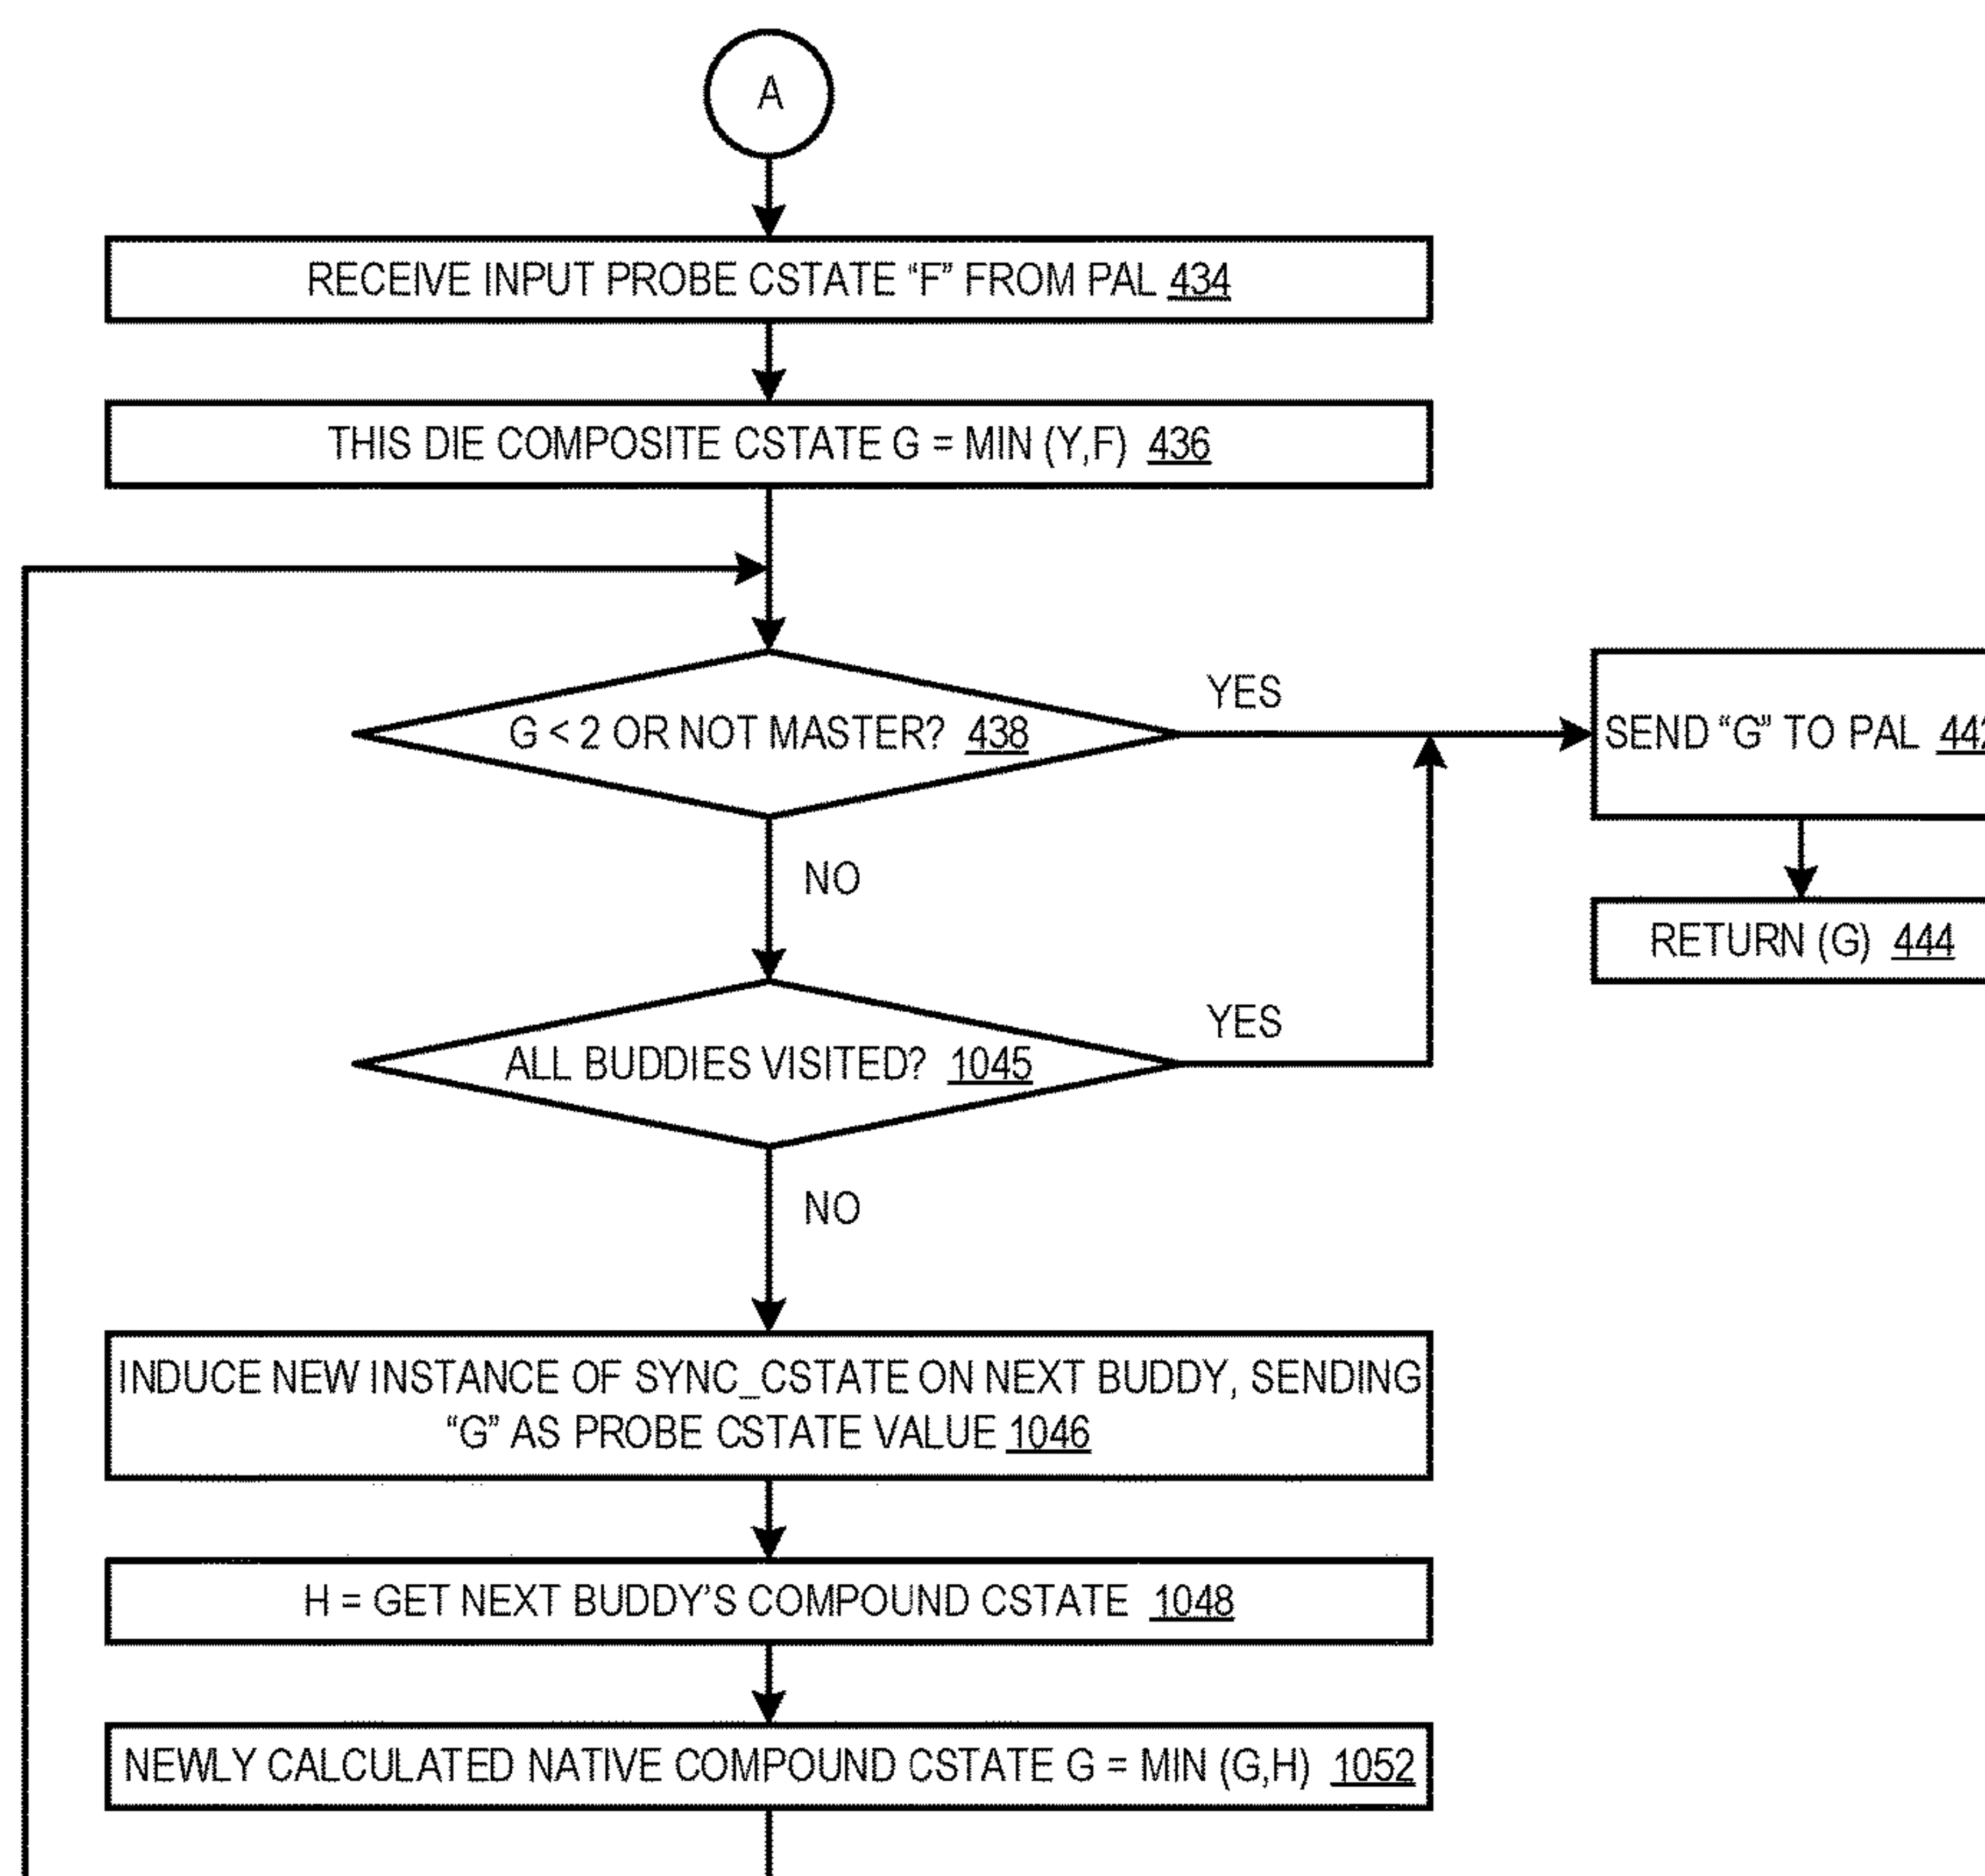 A
RECEIVE INPUT PROBE CSTATE "F" FROM PAL 434
THIS DIE COMPOSITE CSTATE G = MIN (Y,F) 436
YES
G < 2 OR NOT MASTER? 438
SEND "G" TO PAL 442
NO
RETURN (G) 444
YES
ALL BUDDIES VISITED? 1045
NO
INDUCE NEW INSTANCE OF SYNC_CSTATE ON NEXT BUDDY, SENDING
"G" AS PROBE CSTATE VALUE 1046
H = GET NEXT BUDDY'S COMPOUND CSTATE 1048
NEWLY CALCULATED NATIVE COMPOUND CSTATE G = MIN (G,H) 1052